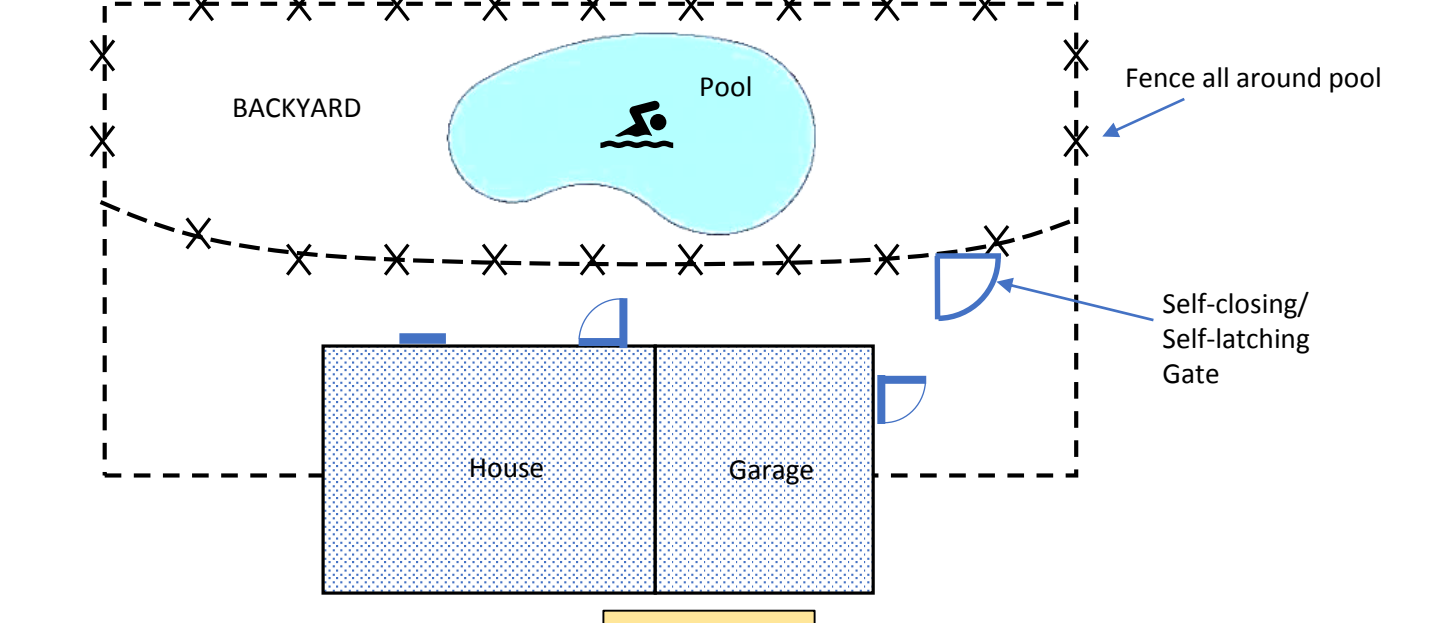 Pool
Fence all around pool
BACKYARD
Self-closing/
Self-latching
Gate
House
Garage